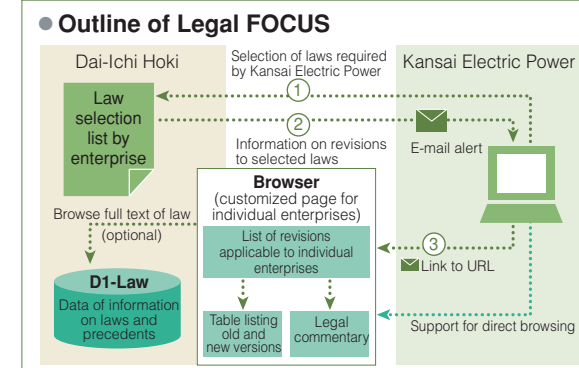 ● Outline of Legal FOCUS
Dai-Ichi Hoki
Selection of laws required
by Kansai Electric Power
Kansai Electric Power
1
Law
selection
list by
enterprise
2
Information on revisions
to selected laws
E-mail alert
Browser
(customized page for
individual enterprises)
Browse full text of law
(optional)
List of revisions
applicable to individual
enterprises
3
Link to URL
D1-Law
Data of information
on laws and
precedents
Table listing
old and
new versions
Legal
commentary
Support for direct browsing